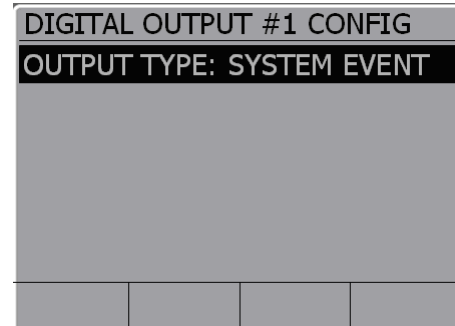 DIGITAL OUTPUT #1 CONFIG
OUTPUT TYPE: SYSTEM EVENT